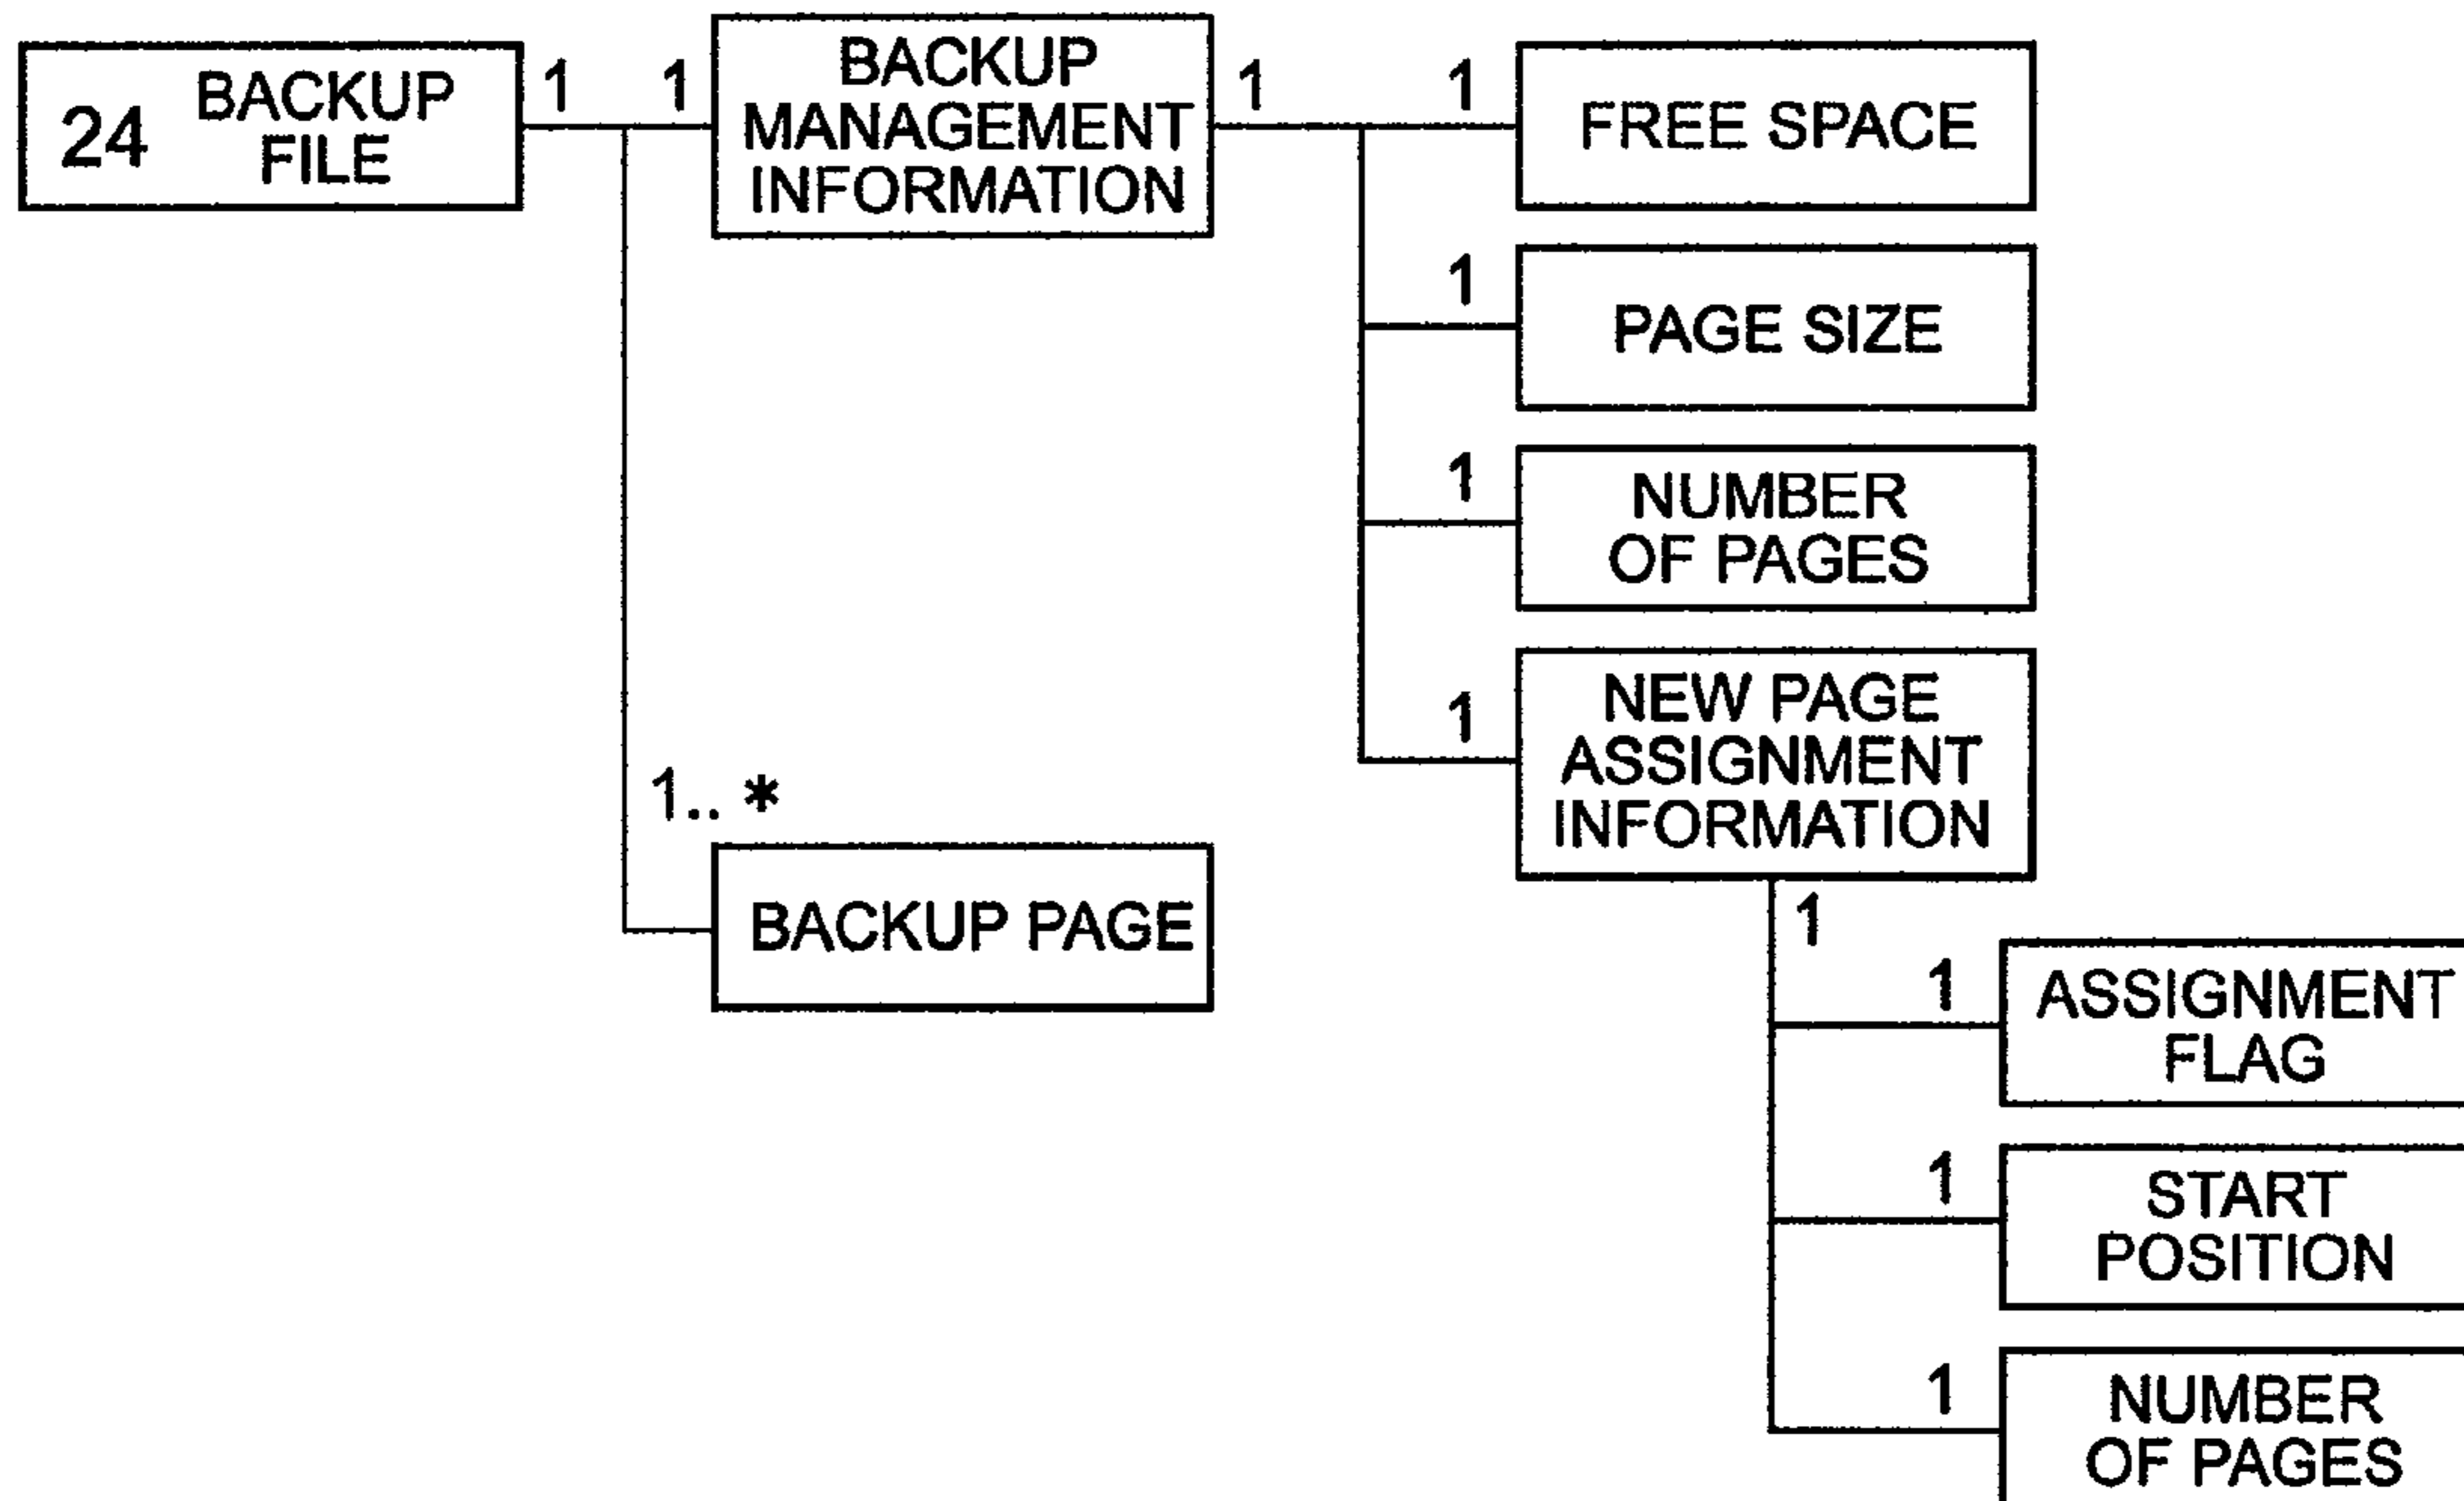 24 BACKUP
FILE
1
1
BACKUP
MANAGEMENT
INFORMATION
1
1
FREE SPACE
1
PAGE SIZE
1
NUMBER
OF PAGES
1
NEW PAGE
ASSIGNMENT
INFORMATION
1.. *
BACKUP PAGE
1
1
ASSIGNMENT
FLAG
1
START
POSITION
1
NUMBER
OF PAGES